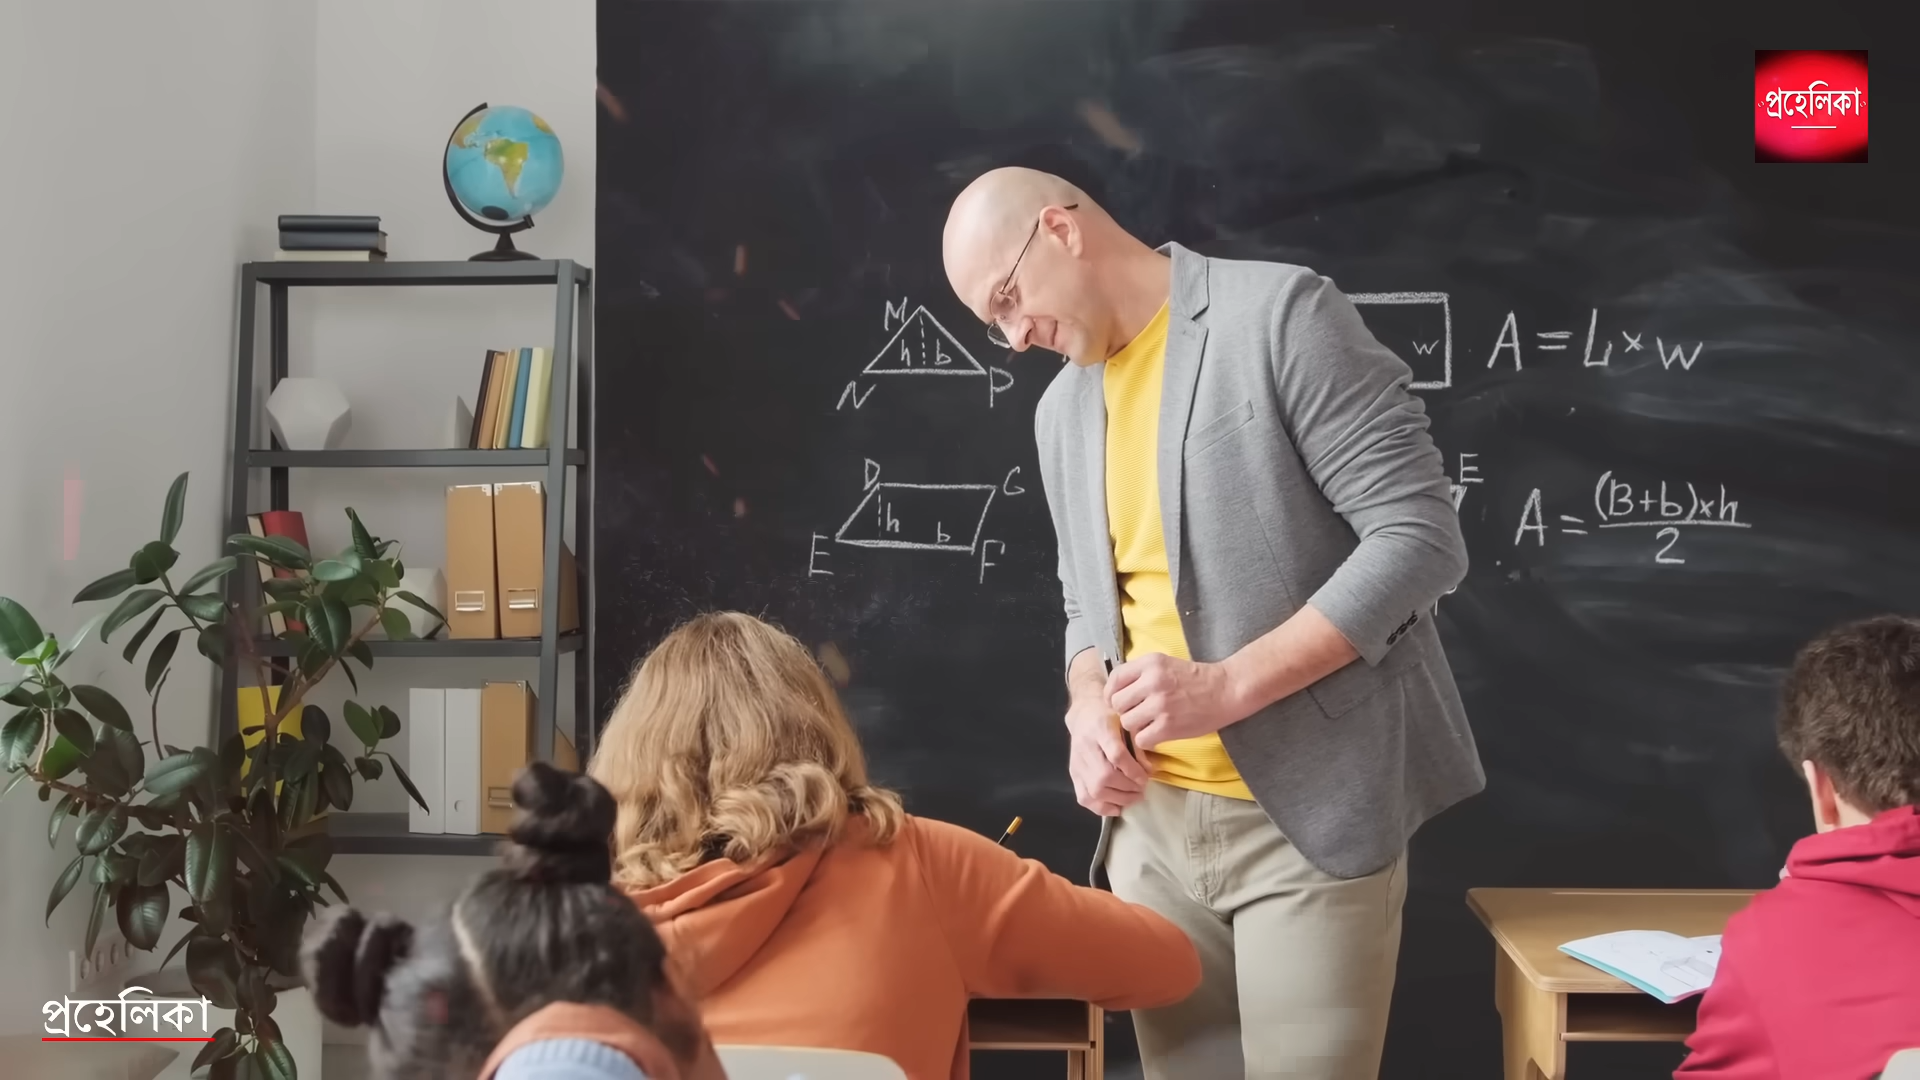 প্রহেলিকা
M
h b
N P
w
A = L×w
D G
h b
E F
E
A = (B+b)×h
2
প্রহেলিকা